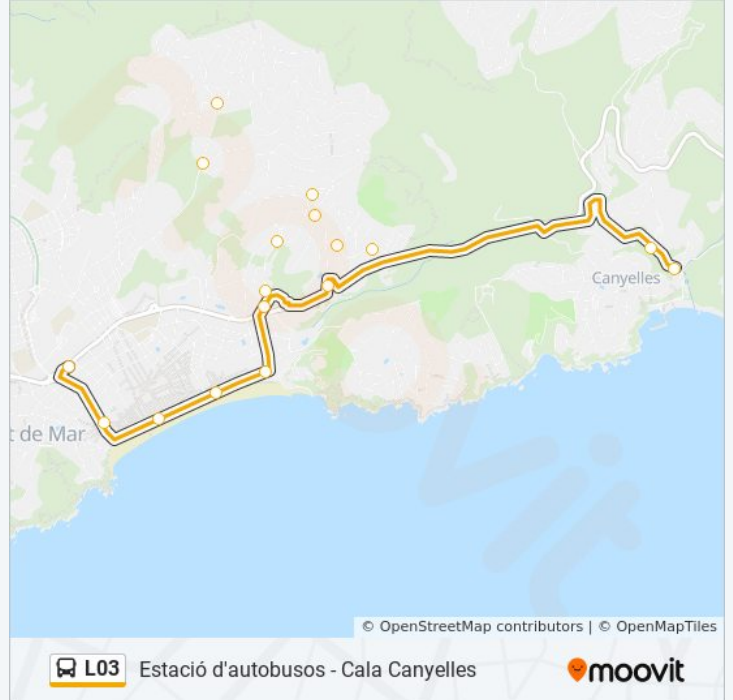 Canyelles
t de Mar
© OpenStreetMap contributors | © OpenMapTiles
L03 Estació d'autobusos - Cala Canyelles
moovit